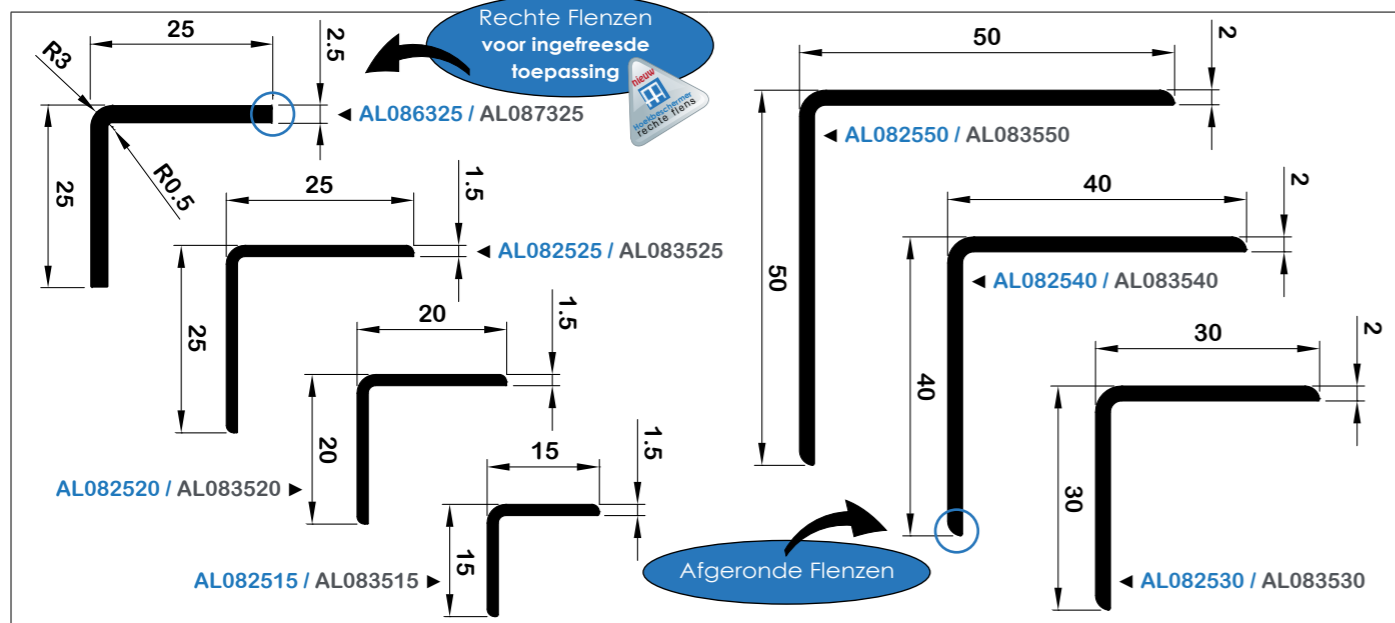 Rechte Flenzen
voor ingefreesde
toepassing
nieuw
Hoekbeschermer
rechte flens
25
2.5
R3
25
R0.5
◄ AL086325 / AL087325
25
1.5
25
◄ AL082525 / AL083525
20
1.5
20
AL082520 / AL083520 ►
15
1.5
15
AL082515 / AL083515 ►
50
2
50
◄ AL082550 / AL083550
40
2
40
◄ AL082540 / AL083540
Afgeronde Flenzen
30
2
30
◄ AL082530 / AL083530